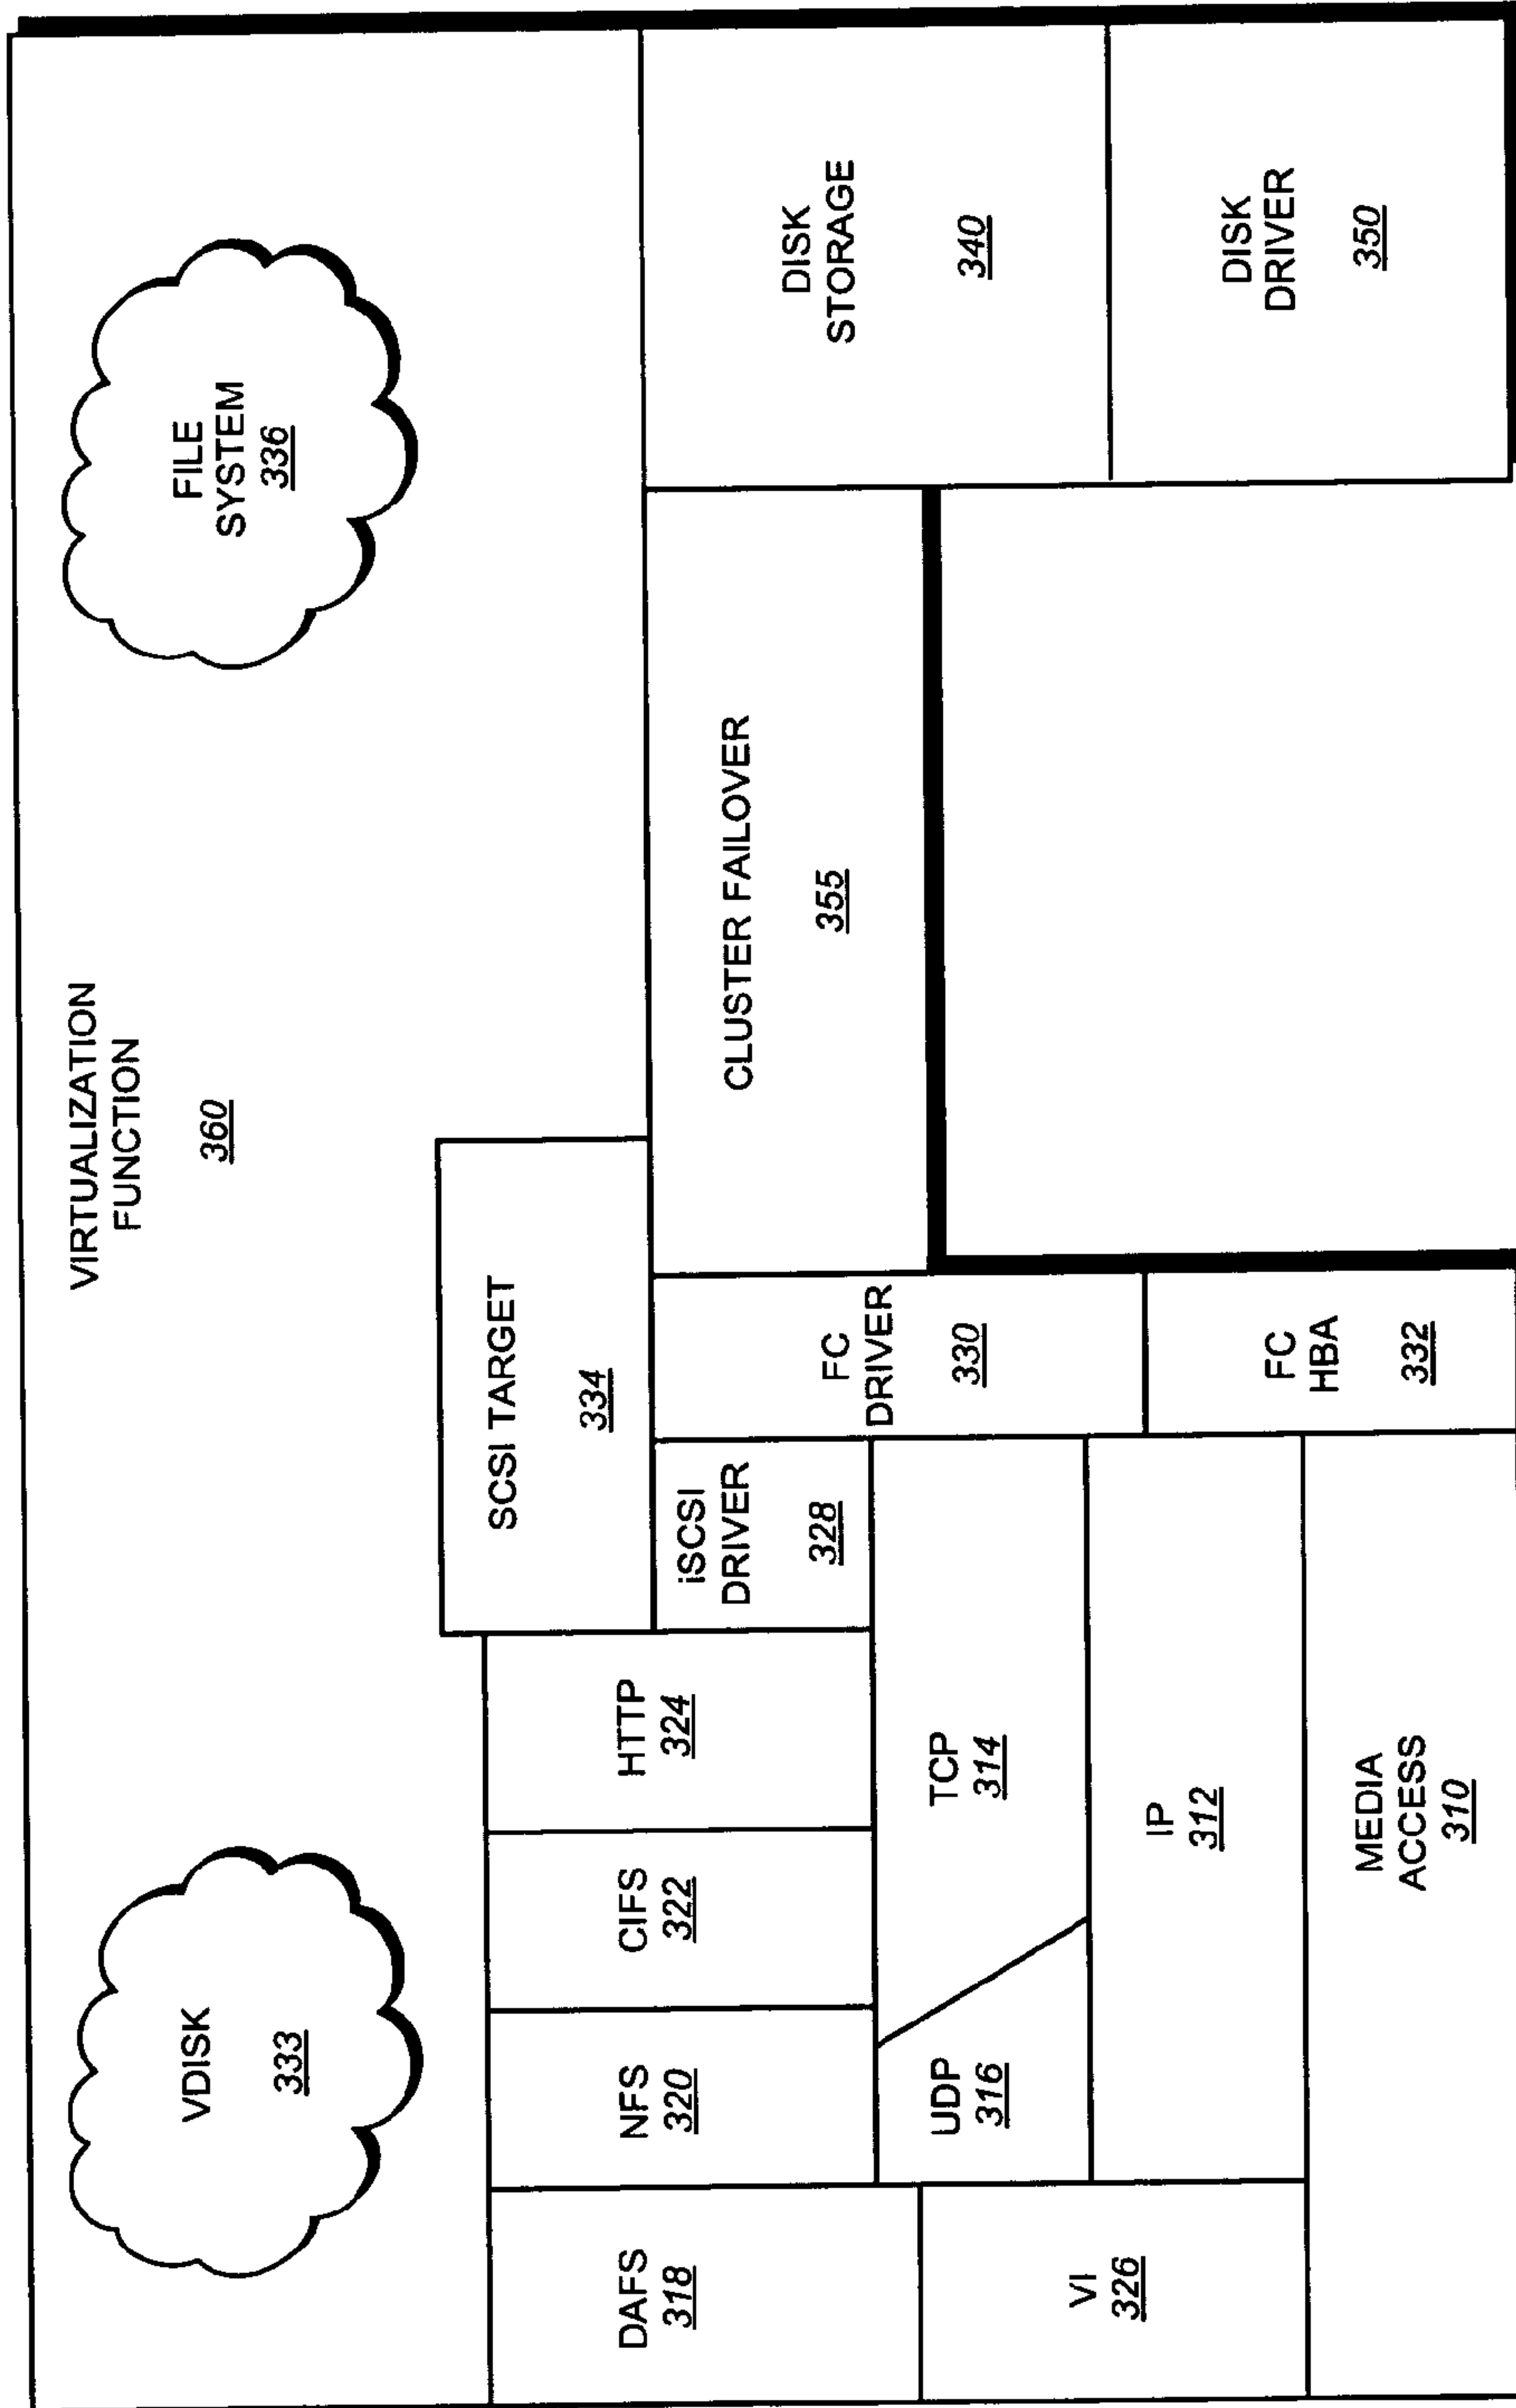 VIRTUALIZATION
FUNCTION
360
VDISK
333
FILE
SYSTEM
336
SCSI TARGET
334
DAFS
318
NFS
320
CIFS
322
HTTP
324
iSCSI
DRIVER
328
FC
DRIVER
330
CLUSTER FAILOVER
355
DISK
STORAGE
340
VI
326
UDP
316
TCP
314
IP
312
FC
HBA
332
DISK
DRIVER
350
MEDIA
ACCESS
310